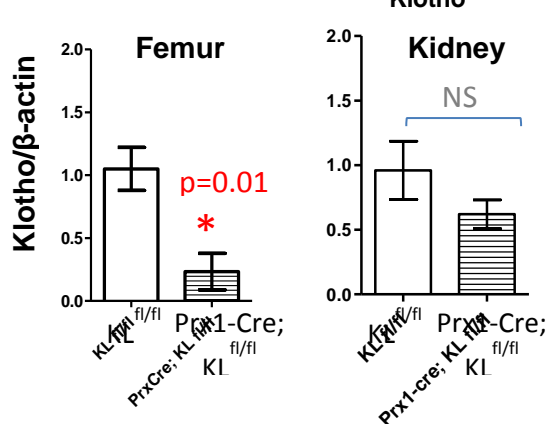 Klotho
Femur
Kidney
Klotho/β-actin
2.0
1.5
1.0
0.5
0.0
p=0.01
*
2.0
1.5
1.0
0.5
0.0
NS
KL fl/fl
fl/fl
Prx1-Cre;
KL fl/fl
PrxCre; KL fl/fl
KL fl/fl
fl/fl
Prx1-Cre;
KL fl/fl
Prx1-cre; KL fl/fl